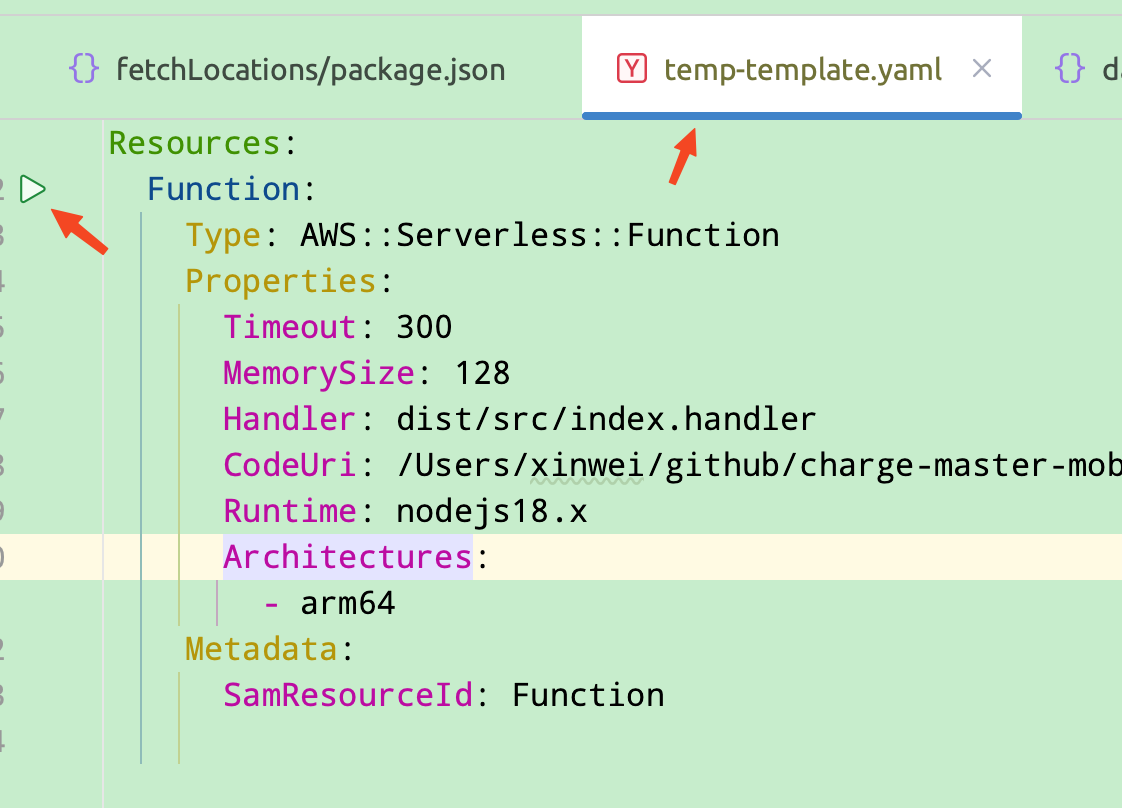 fetchLocations/package.json
temp-template.yaml
Resources:
Function:
Type: AWS::Serverless::Function
Properties:
Timeout: 300
MemorySize: 128
Handler: dist/src/index.handler
CodeUri: /Users/xinwei/github/charge-master-mob
Runtime: nodejs18.x
Architectures:
- arm64
Metadata:
SamResourceId: Function